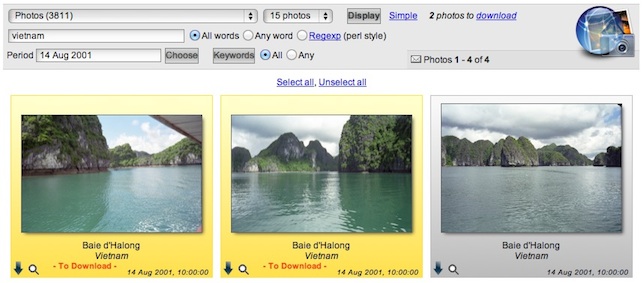 Photos (3811) 15 photos Display Simple 2 photos to download
vietnam All words Any word Regexp (perl style)
Period 14 Aug 2001 Choose Keywords All Any Photos 1 - 4 of 4
Select all, Unselect all
Baie d'Halong
Vietnam
- To Download -
14 Aug 2001, 10:00:00
Baie d'Halong
Vietnam
- To Download -
14 Aug 2001, 10:00:00
Baie d'Halong
Vietnam
14 Aug 2001, 10:00:00